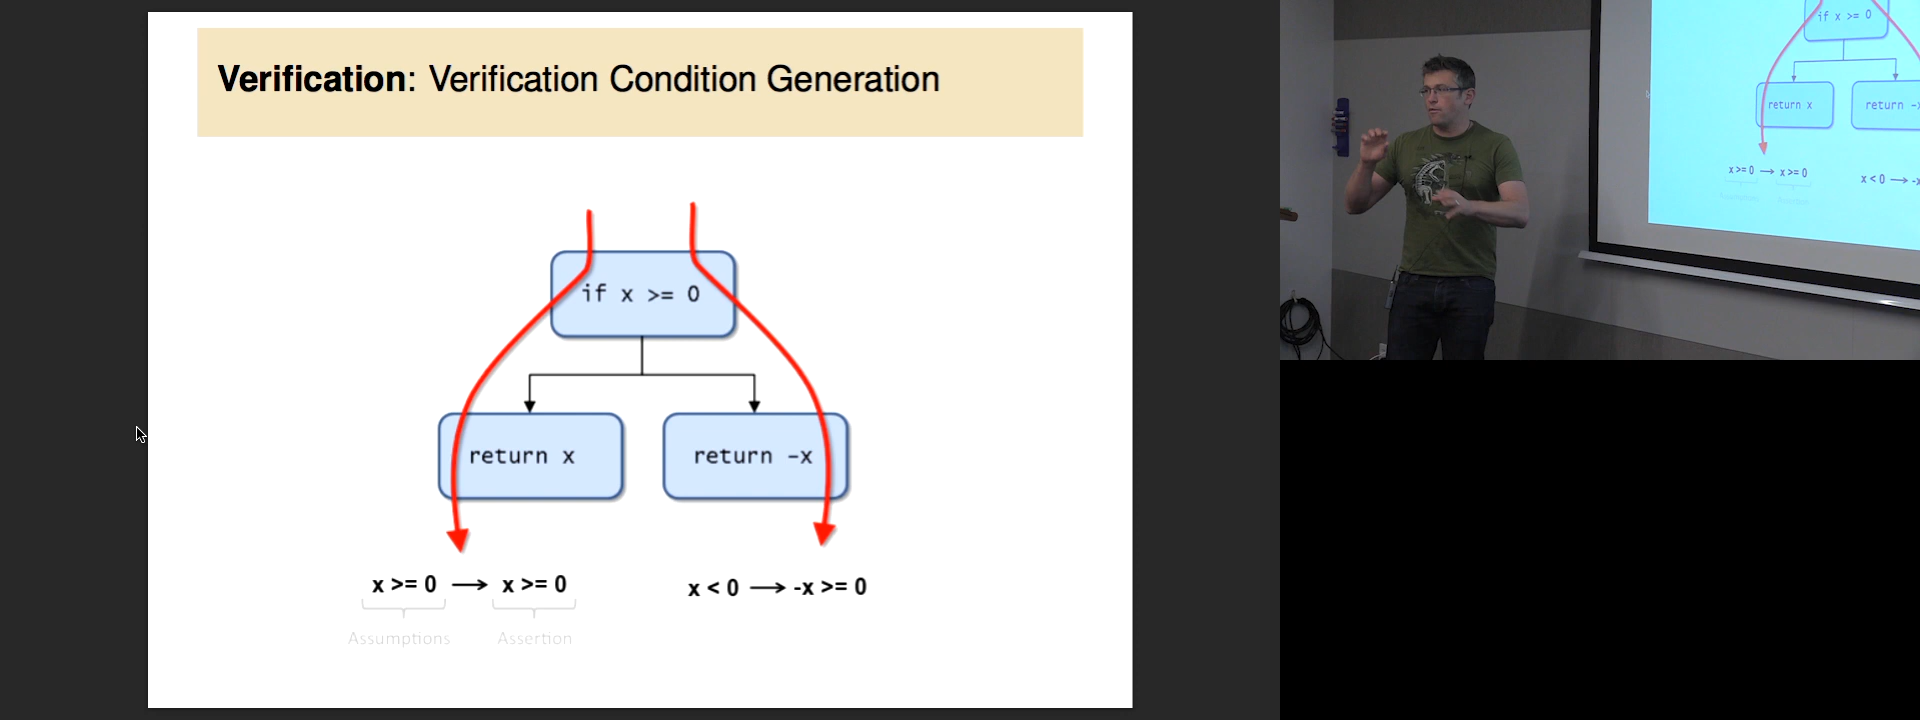 Verification: Verification Condition Generation
if x >= 0
return x
return -x
x >= 0 → x >= 0
x < 0 → -x >= 0
Assumptions
Assertion
if x >= 0
return x
return -x
x >= 0 → x >= 0
x < 0 → -x